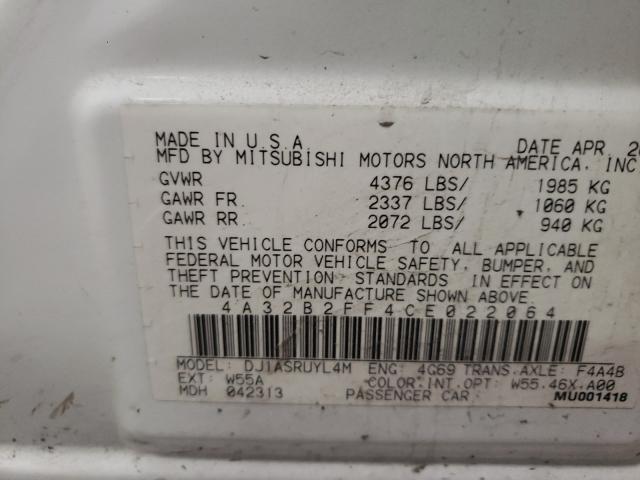 MADE IN U.S.A DATE APR. 20
MFD BY MITSUBISHI MOTORS NORTH AMERICA, INC
GVWR 4376 LBS/ 1985 KG
GAWR FR. 2337 LBS/ 1060 KG
GAWR RR. 2072 LBS/ 940 KG
THIS VEHICLE CONFORMS TO ALL APPLICABLE
FEDERAL MOTOR VEHICLE SAFETY, BUMPER, AND
THEFT PREVENTION STANDARDS IN EFFECT ON
THE DATE OF MANUFACTURE SHOWN ABOVE.
4A32B2FF4CE022064
MODEL: DJ1ASRUYL4M ENG: 4G69 TRANS.AXLE: F4A4B
EXT: W55A COLOR.INT.OPT: W55.46X.A00
MDH 042313 PASSENGER CAR MU001418